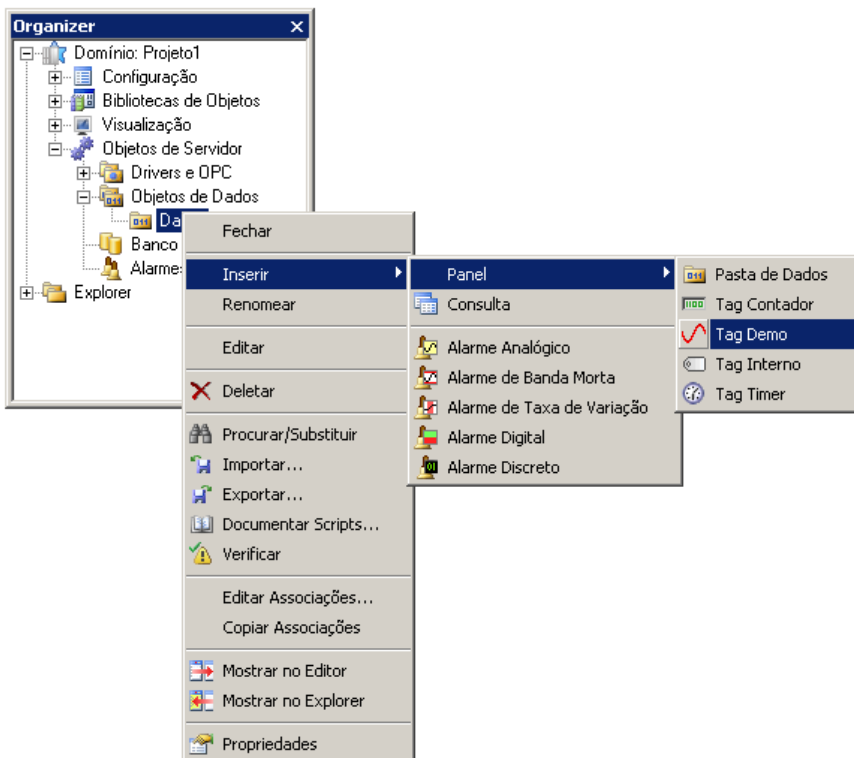 Organizer
Domínio: Projeto1
Configuração
Bibliotecas de Objetos
Visualização
Objetos de Servidor
Drivers e OPC
Objetos de Dados
Banco
Explorer
Fechar
Inserir
Renomear
Editar
Deletar
Procurar/Substituir
Importar...
Exportar...
Documentar Scripts...
Verificar
Editar Associações...
Copiar Associações
Mostrar no Editor
Mostrar no Explorer
Propriedades
Panel
Consulta
Alarme Analógico
Alarme de Banda Morta
Alarme de Taxa de Variação
Alarme Digital
Alarme Discreto
Pasta de Dados
Tag Contador
Tag Demo
Tag Interno
Tag Timer